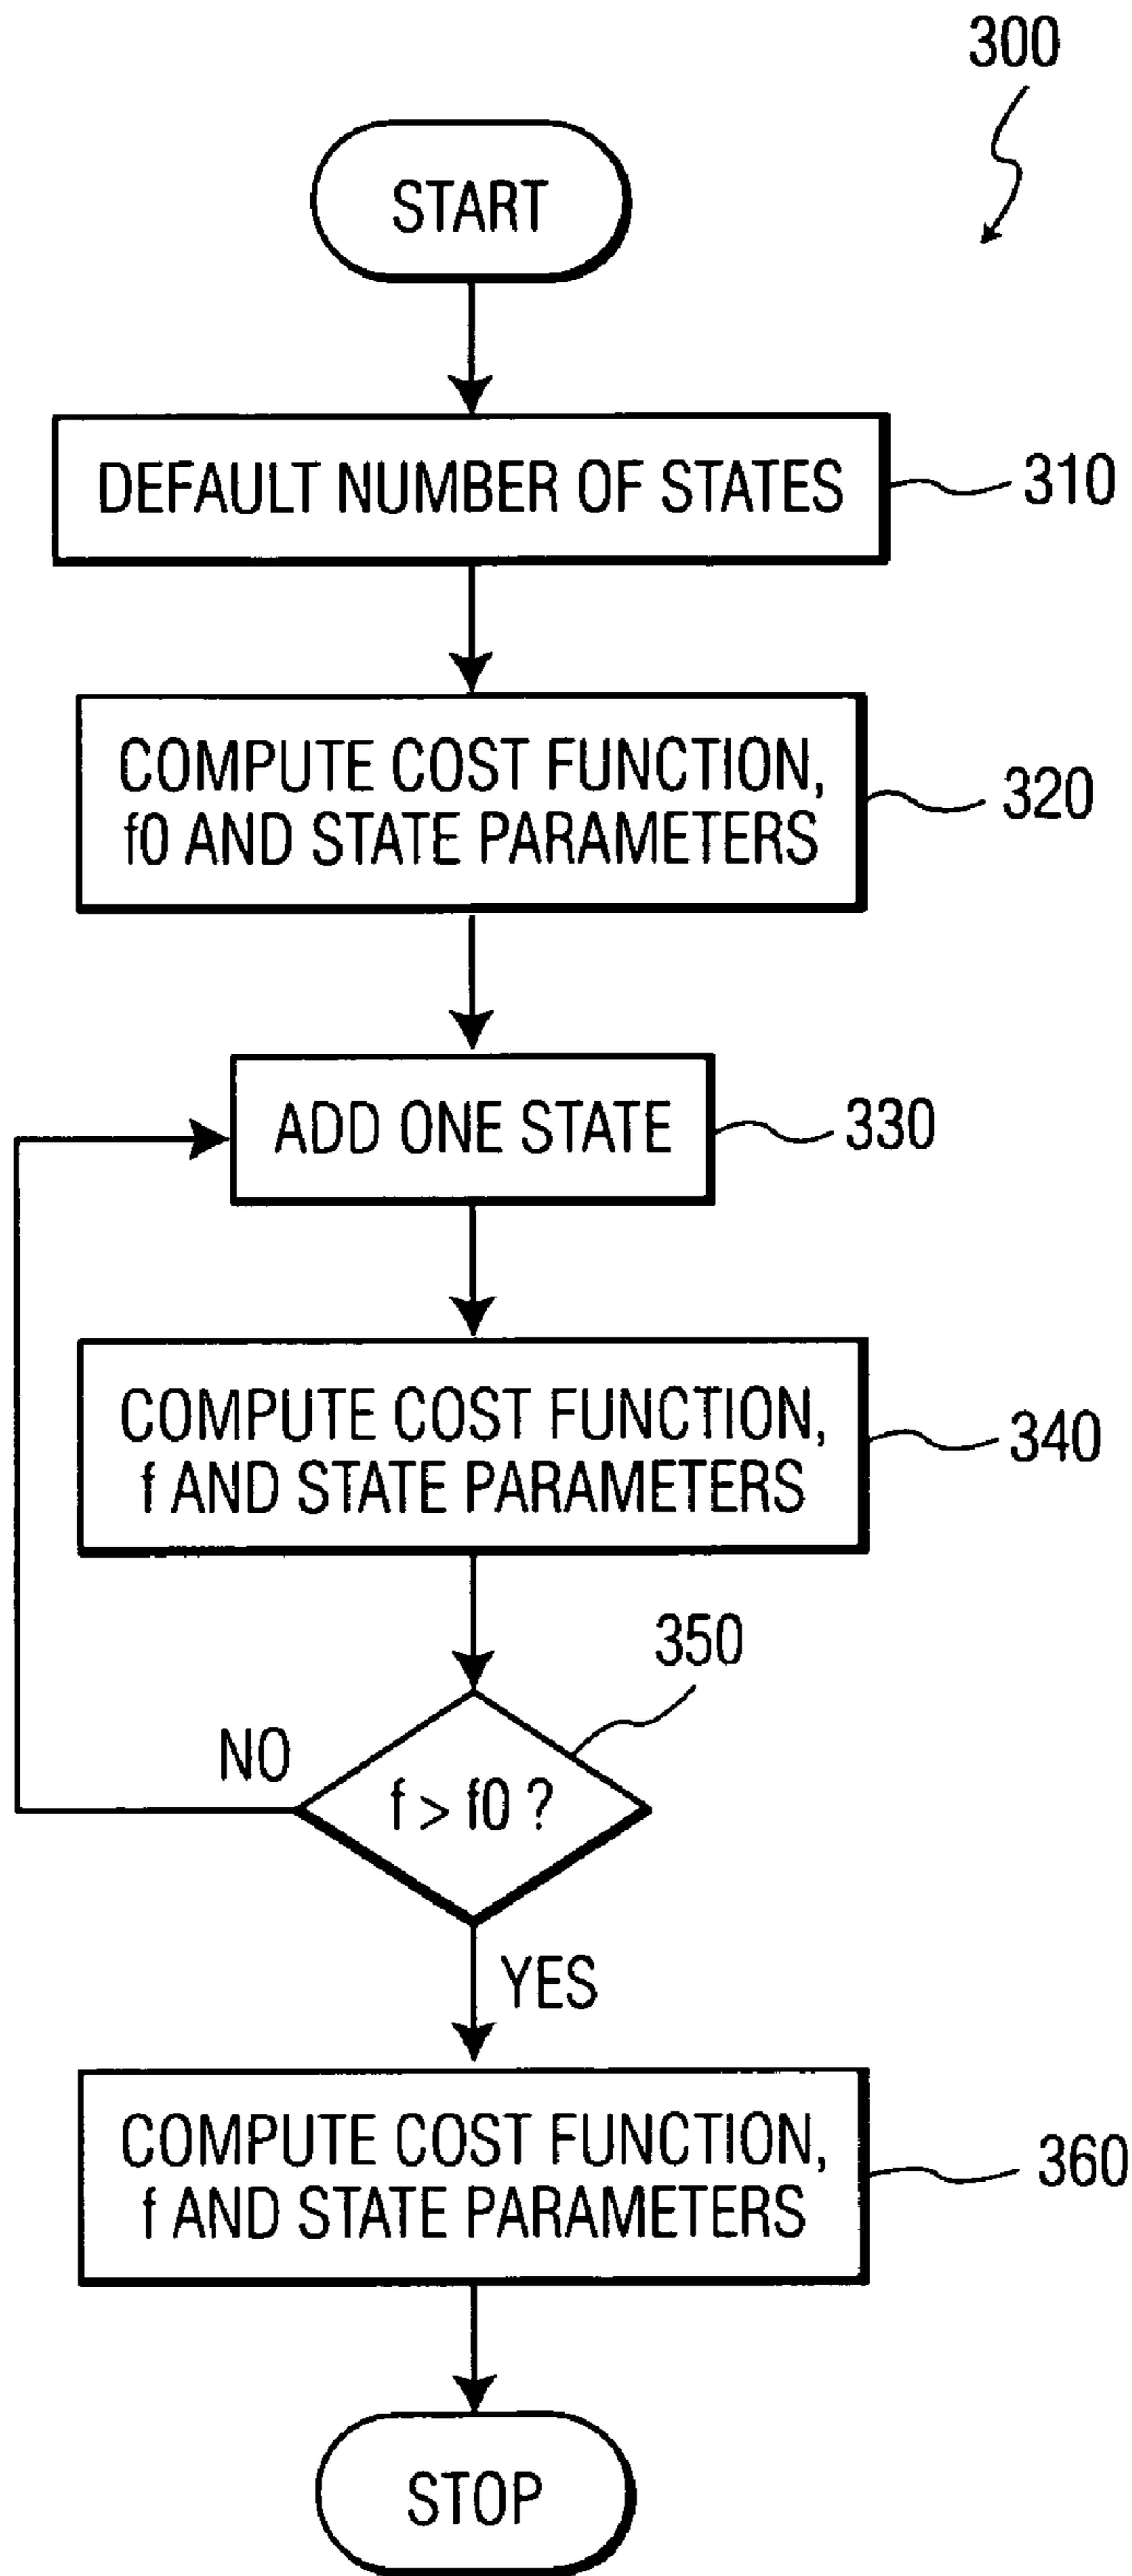 300
START
DEFAULT NUMBER OF STATES
310
COMPUTE COST FUNCTION,
f0 AND STATE PARAMETERS
320
ADD ONE STATE
330
COMPUTE COST FUNCTION,
f AND STATE PARAMETERS
340
350
NO
f > f0 ?
YES
COMPUTE COST FUNCTION,
f AND STATE PARAMETERS
360
STOP